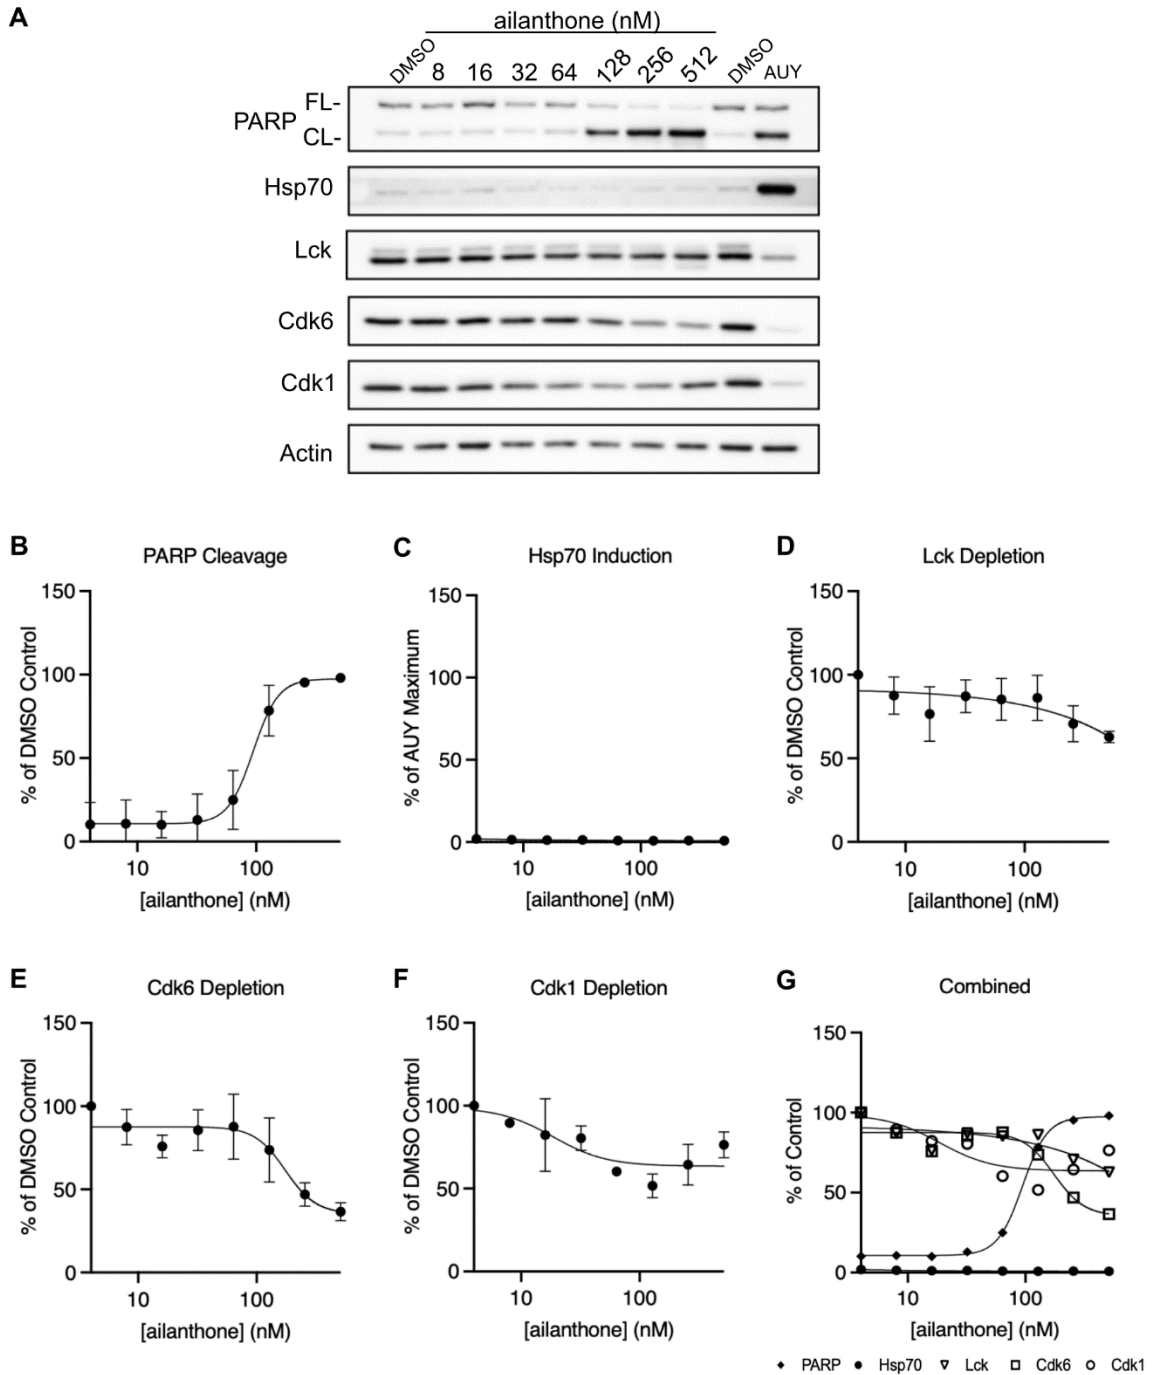 A
ailanthone (nM)
DMSO 8 16 32 64 128 256 512 DMSO AUY
PARP FL-
CL-
Hsp70
Lck
Cdk6
Cdk1
Actin
B
PARP Cleavage
% of DMSO Control
150
100
50
0
10 100
[ailanthone] (nM)
C
Hsp70 Induction
% of AUY Maximum
150
100
50
0
10 100
[ailanthone] (nM)
D
Lck Depletion
% of DMSO Control
150
100
50
0
10 100
[ailanthone] (nM)
E
Cdk6 Depletion
% of DMSO Control
150
100
50
0
10 100
[ailanthone] (nM)
F
Cdk1 Depletion
% of DMSO Control
150
100
50
0
10 100
[ailanthone] (nM)
G
Combined
% of Control
150
100
50
0
10 100
[ailanthone] (nM)
PARP Hsp70 Lck Cdk6 Cdk1